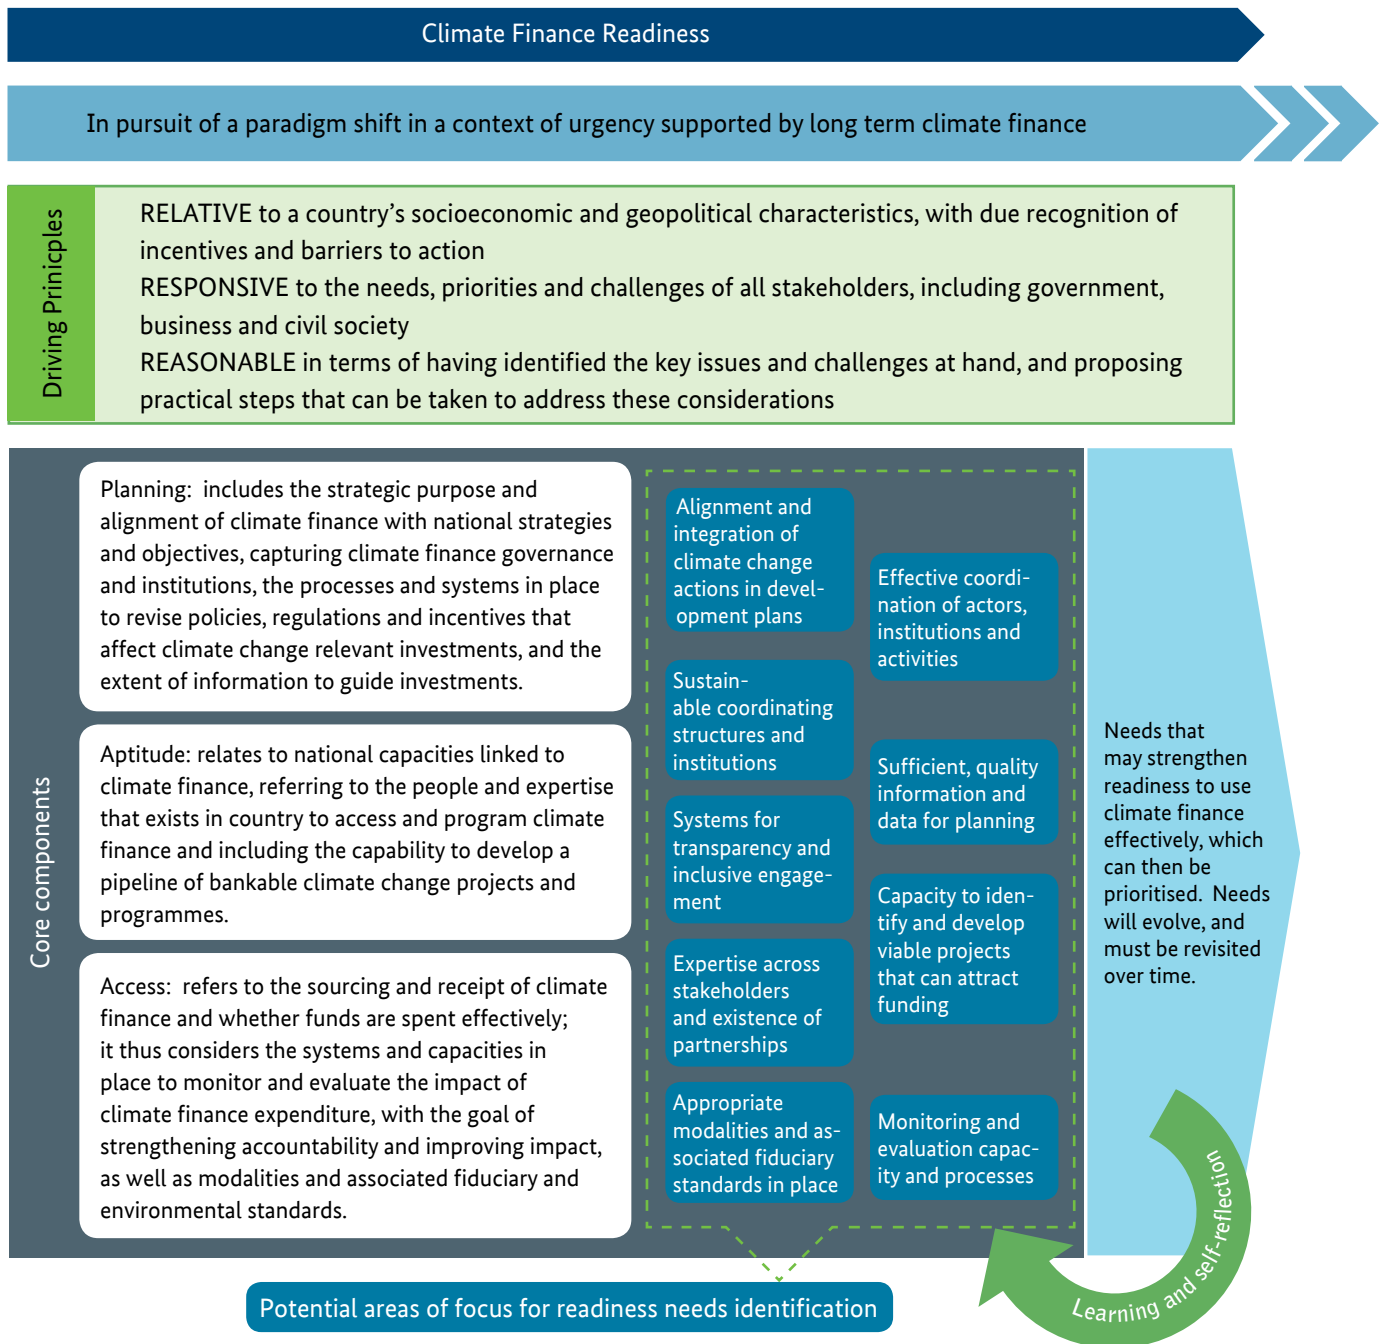 Climate Finance Readiness
In pursuit of a paradigm shift in a context of urgency supported by long term climate finance
Driving Prinicples
RELATIVE to a country's socioeconomic and geopolitical characteristics, with due recognition of
incentives and barriers to action
RESPONSIVE to the needs, priorities and challenges of all stakeholders, including government,
business and civil society
REASONABLE in terms of having identified the key issues and challenges at hand, and proposing
practical steps that can be taken to address these considerations
Core components
Planning: includes the strategic purpose and
alignment of climate finance with national strategies
and objectives, capturing climate finance governance
and institutions, the processes and systems in place
to revise policies, regulations and incentives that
affect climate change relevant investments, and the
extent of information to guide investments.
Aptitude: relates to national capacities linked to
climate finance, referring to the people and expertise
that exists in country to access and program climate
finance and including the capability to develop a
pipeline of bankable climate change projects and
programmes.
Access: refers to the sourcing and receipt of climate
finance and whether funds are spent effectively;
it thus considers the systems and capacities in
place to monitor and evaluate the impact of
climate finance expenditure, with the goal of
strengthening accountability and improving impact,
as well as modalities and associated fiduciary and
environmental standards.
Alignment and
integration of
climate change
actions in devel-
opment plans
Sustain-
able coordinating
structures and
institutions
Systems for
transparency and
inclusive engage-
ment
Expertise across
stakeholders
and existence of
partnerships
Appropriate
modalities and as-
sociated fiduciary
standards in place
Effective coordi-
nation of actors,
institutions and
activities
Sufficient, quality
information and
data for planning
Capacity to iden-
tify and develop
viable projects
that can attract
funding
Monitoring and
evaluation capac-
ity and processes
Needs that
may strengthen
readiness to use
climate finance
effectively, which
can then be
prioritised. Needs
will evolve, and
must be revisited
over time.
Learning and self-reflection
Potential areas of focus for readiness needs identification